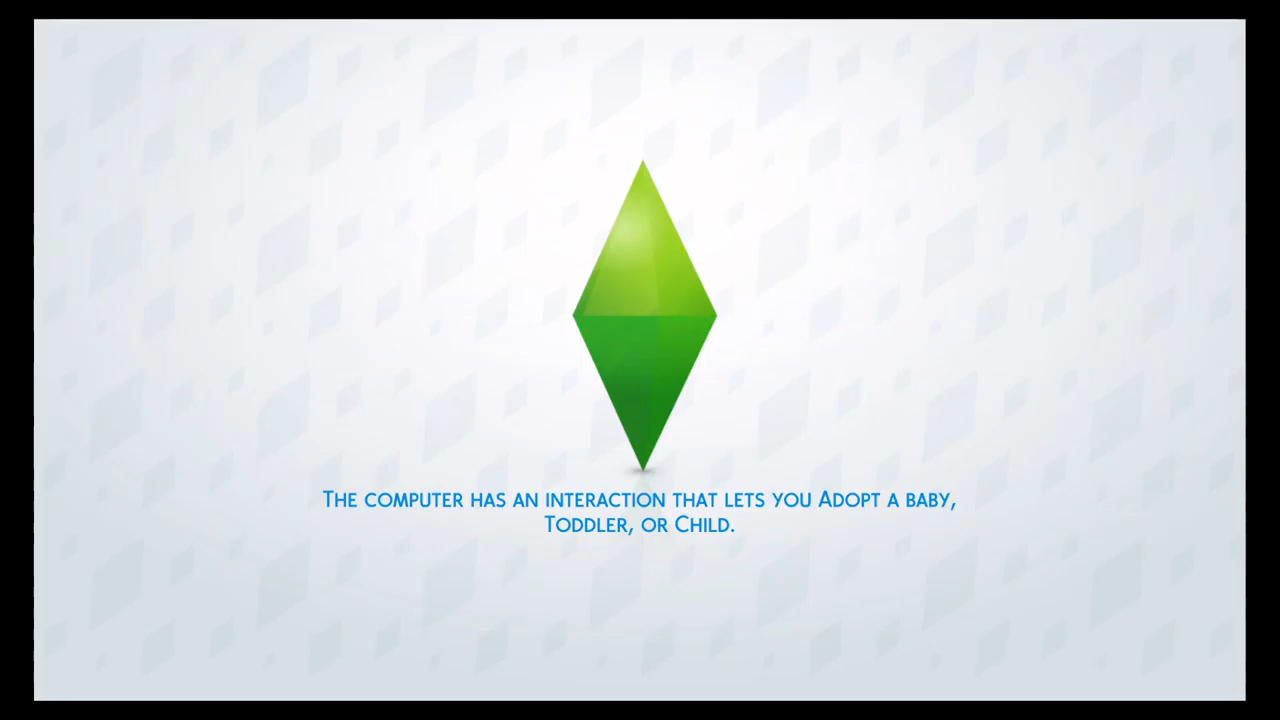 The computer has an interaction that lets you Adopt a baby,
Toddler, or Child.